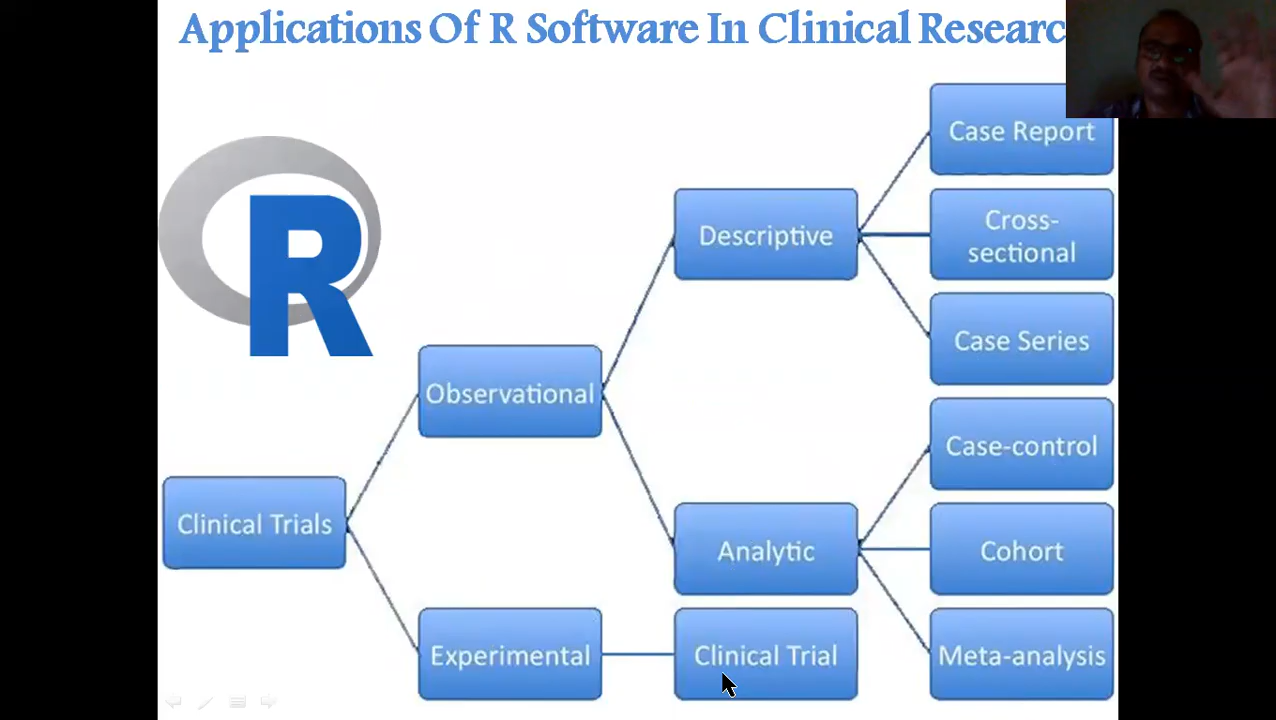 Applications Of R Software In Clinical Researc
R
Case Report
Descriptive
Cross-
sectional
Case Series
Observational
Case-control
Clinical Trials
Analytic
Cohort
Experimental
Clinical Trial
Meta-analysis